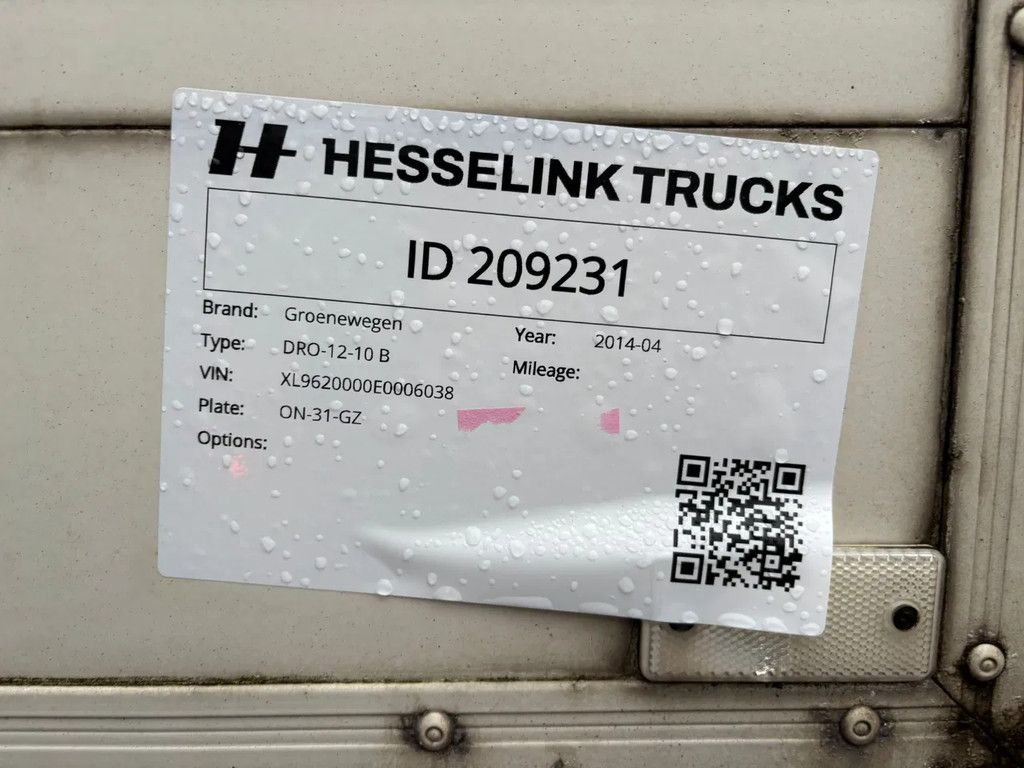 H HESSELINK TRUCKS
ID 209231
Brand: Groenewegen
Type: DRO-12-10 B
VIN: XL9620000E0006038
Plate: ON-31-GZ
Options:
Year: 2014-04
Mileage: